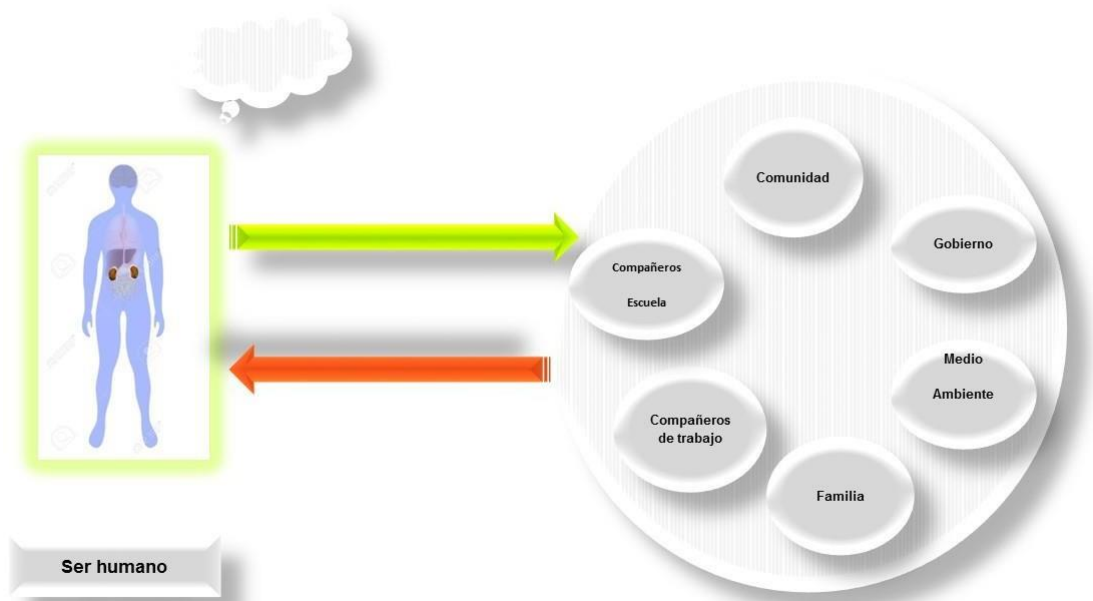 Comunidad
Gobierno
Compañeros
Escuela
Medio
Ambiente
Compañeros
de trabajo
Familia
Ser humano